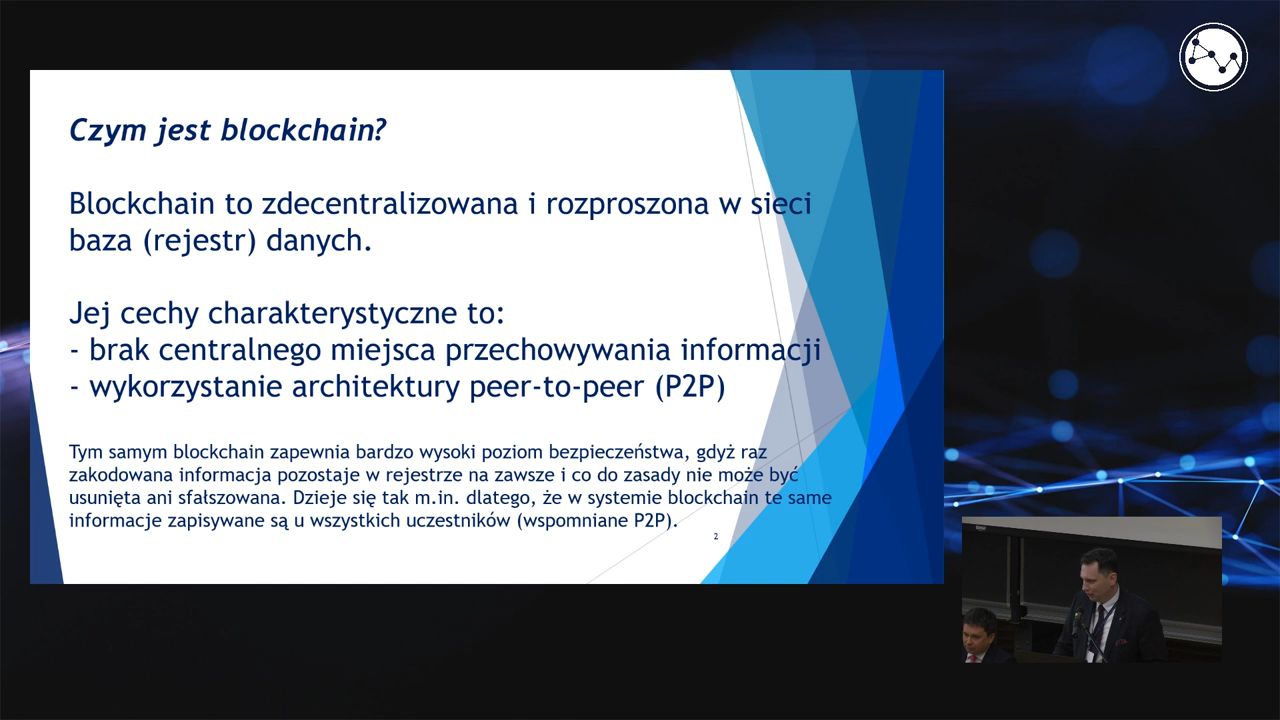 Czym jest blockchain?
Blockchain to zdecentralizowana i rozproszona w sieci
baza (rejestr) danych.
Jej cechy charakterystyczne to:
- brak centralnego miejsca przechowywania informacji
- wykorzystanie architektury peer-to-peer (P2P)
Tym samym blockchain zapewnia bardzo wysoki poziom bezpieczeństwa, gdyż raz
zakodowana informacja pozostaje w rejestrze na zawsze i co do zasady nie może być
usunięta ani sfałszowana. Dzieje się tak m.in. dlatego, że w systemie blockchain te same
informacje zapisywane są u wszystkich uczestników (wspomniane P2P).
2